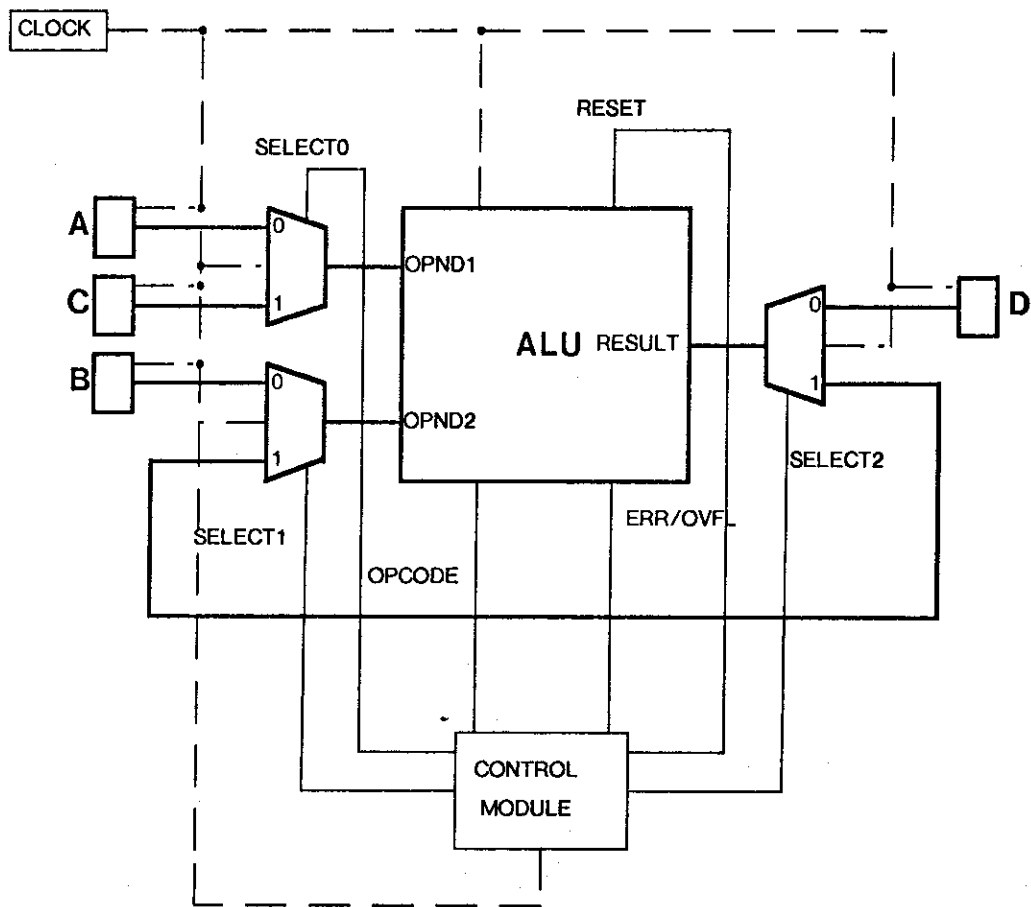 CLOCK
RESET
SELECT0
A
0
OPND1
C
1
0
D
ALU RESULT
B
0
1
OPND2
1
SELECT2
ERR/OVFL
SELECT1
OPCODE
CONTROL
MODULE